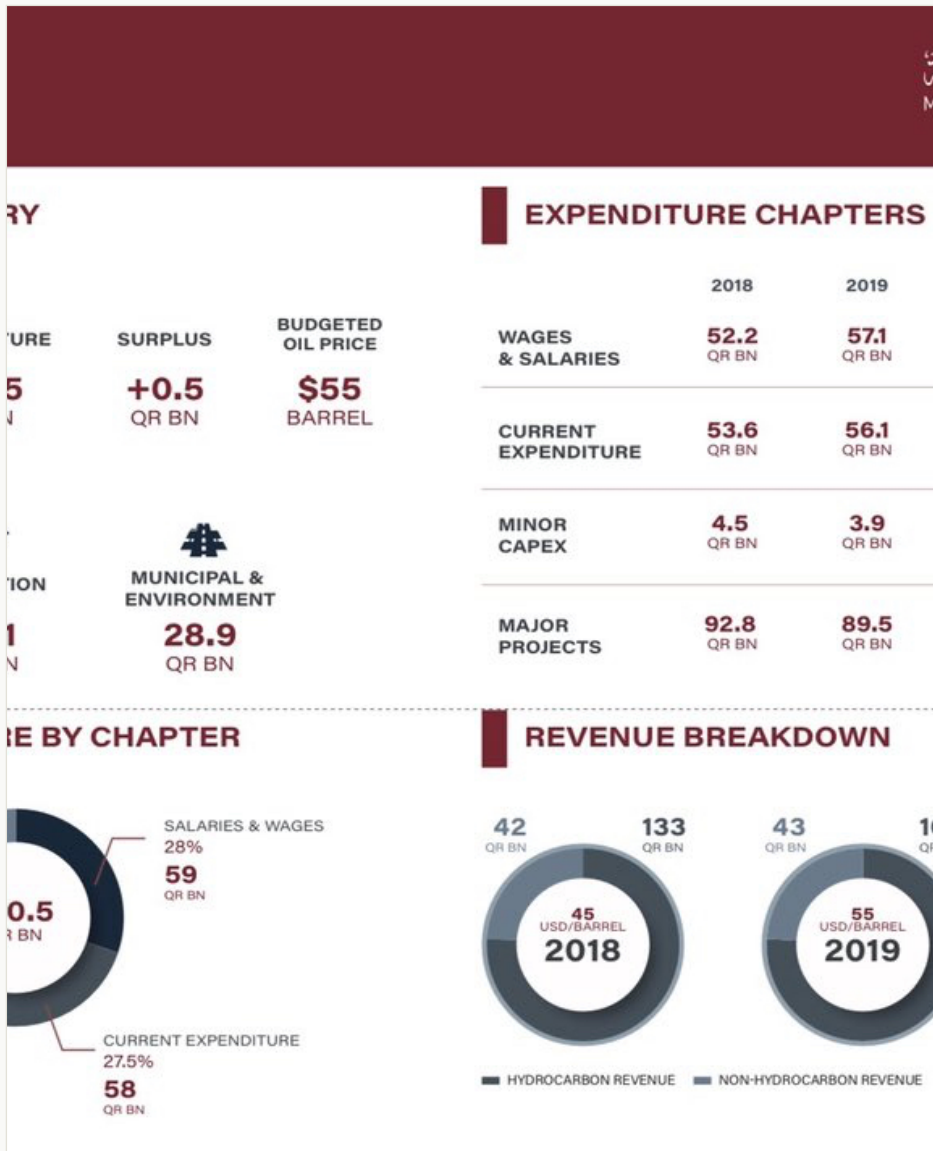 RY
TURE
SURPLUS
BUDGETED
OIL PRICE
5
+0.5
$55
N
QR BN
BARREL
TION
MUNICIPAL &
ENVIRONMENT
1
28.9
N
QR BN
EXPENDITURE CHAPTERS
2018 2019
WAGES
& SALARIES
52.2 57.1
QR BN QR BN
CURRENT
EXPENDITURE
53.6 56.1
QR BN QR BN
MINOR
CAPEX
4.5 3.9
QR BN QR BN
MAJOR
PROJECTS
92.8 89.5
QR BN QR BN
RE BY CHAPTER
SALARIES & WAGES
28%
59
QR BN
0.5
R BN
CURRENT EXPENDITURE
27.5%
58
QR BN
REVENUE BREAKDOWN
42 133 43
QR BN QR BN QR BN
45
USD/BARREL
2018
55
USD/BARREL
2019
HYDROCARBON REVENUE NON-HYDROCARBON REVENUE